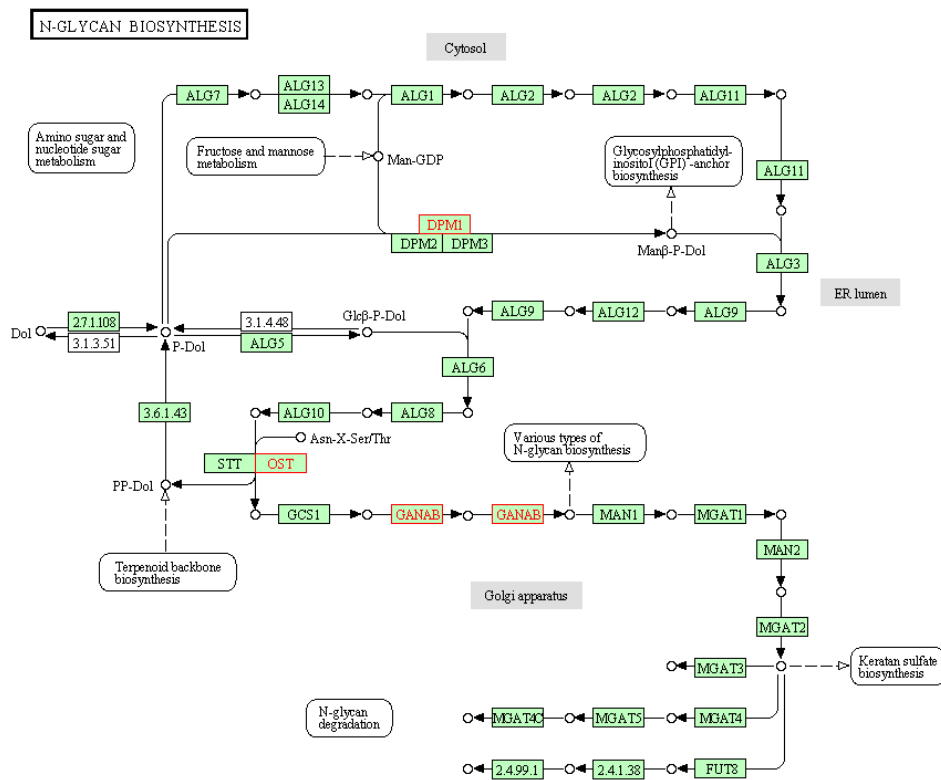 N-GLYCAN BIOSYNTHESIS
Cytosol
ALG7
ALG13
ALG14
ALG1
ALG2
ALG2
ALG11
Amino sugar and
nucleotide sugar
metabolism
Fructose and mannose
metabolism
Man-GDP
Glycosylphosphatidyl-
inositol (GPI) -anchor
biosynthesis
ALG11
DPM1
DPM2
DPM3
Manβ-P-Dol
ALG3
ER lumen
Dol
2.7.1.108
3.1.3.51
P-Dol
3.1.4.48
ALG5
Glcβ-P-Dol
ALG9
ALG12
ALG9
ALG6
3.6.1.43
ALG10
ALG8
Asn-X-Ser/Thr
STT
OST
Various types of
N-glycan biosynthesis
PP-Dol
GCS1
GANAB
GANAB
MAN1
MGAT1
Terpenoid backbone
biosynthesis
MAN2
Golgi apparatus
MGAT2
MGAT3
Keratan sulfate
biosynthesis
N-glycan
degradation
MGAT4C
MGAT5
MGAT4
2.4.99.1
2.4.1.38
FUT8